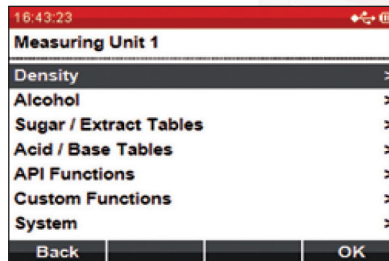 16:43:23
Measuring Unit 1
Density >
Alcohol >
Sugar / Extract Tables >
Acid / Base Tables >
API Functions >
Custom Functions >
System >
Back OK